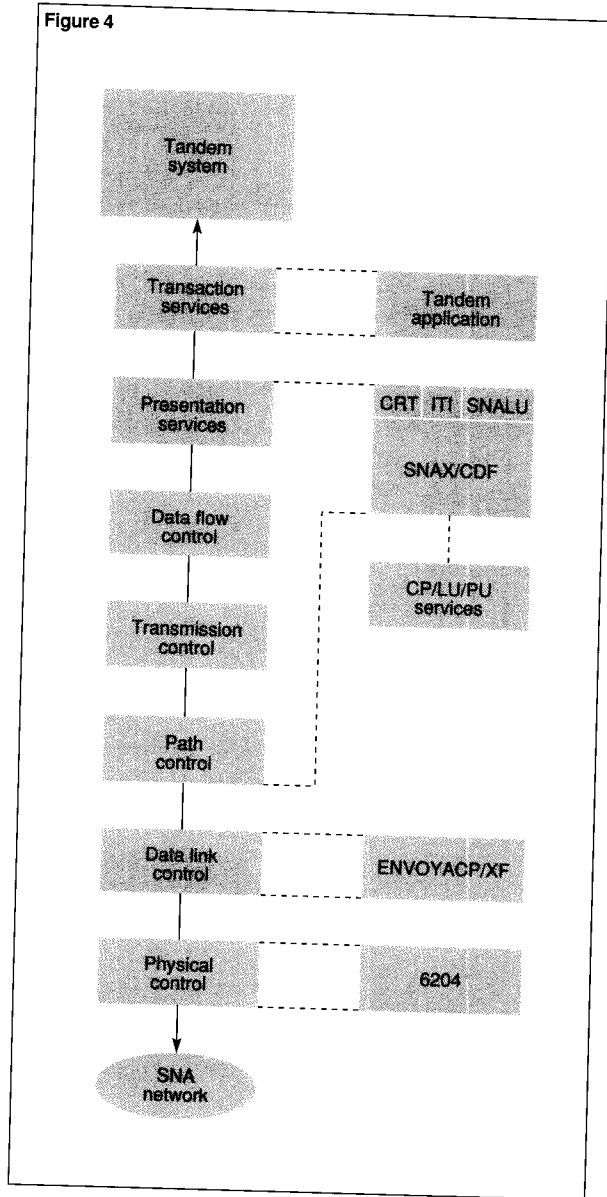 Figure 4
Tandem
system
Transaction
services
Tandem
application
Presentation
services
CRT ITI SNALU
SNAX/CDF
Data flow
control
CP/LU/PU
services
Transmission
control
Path
control
Data link
control
ENVOYACP/XF
Physical
control
6204
SNA
network